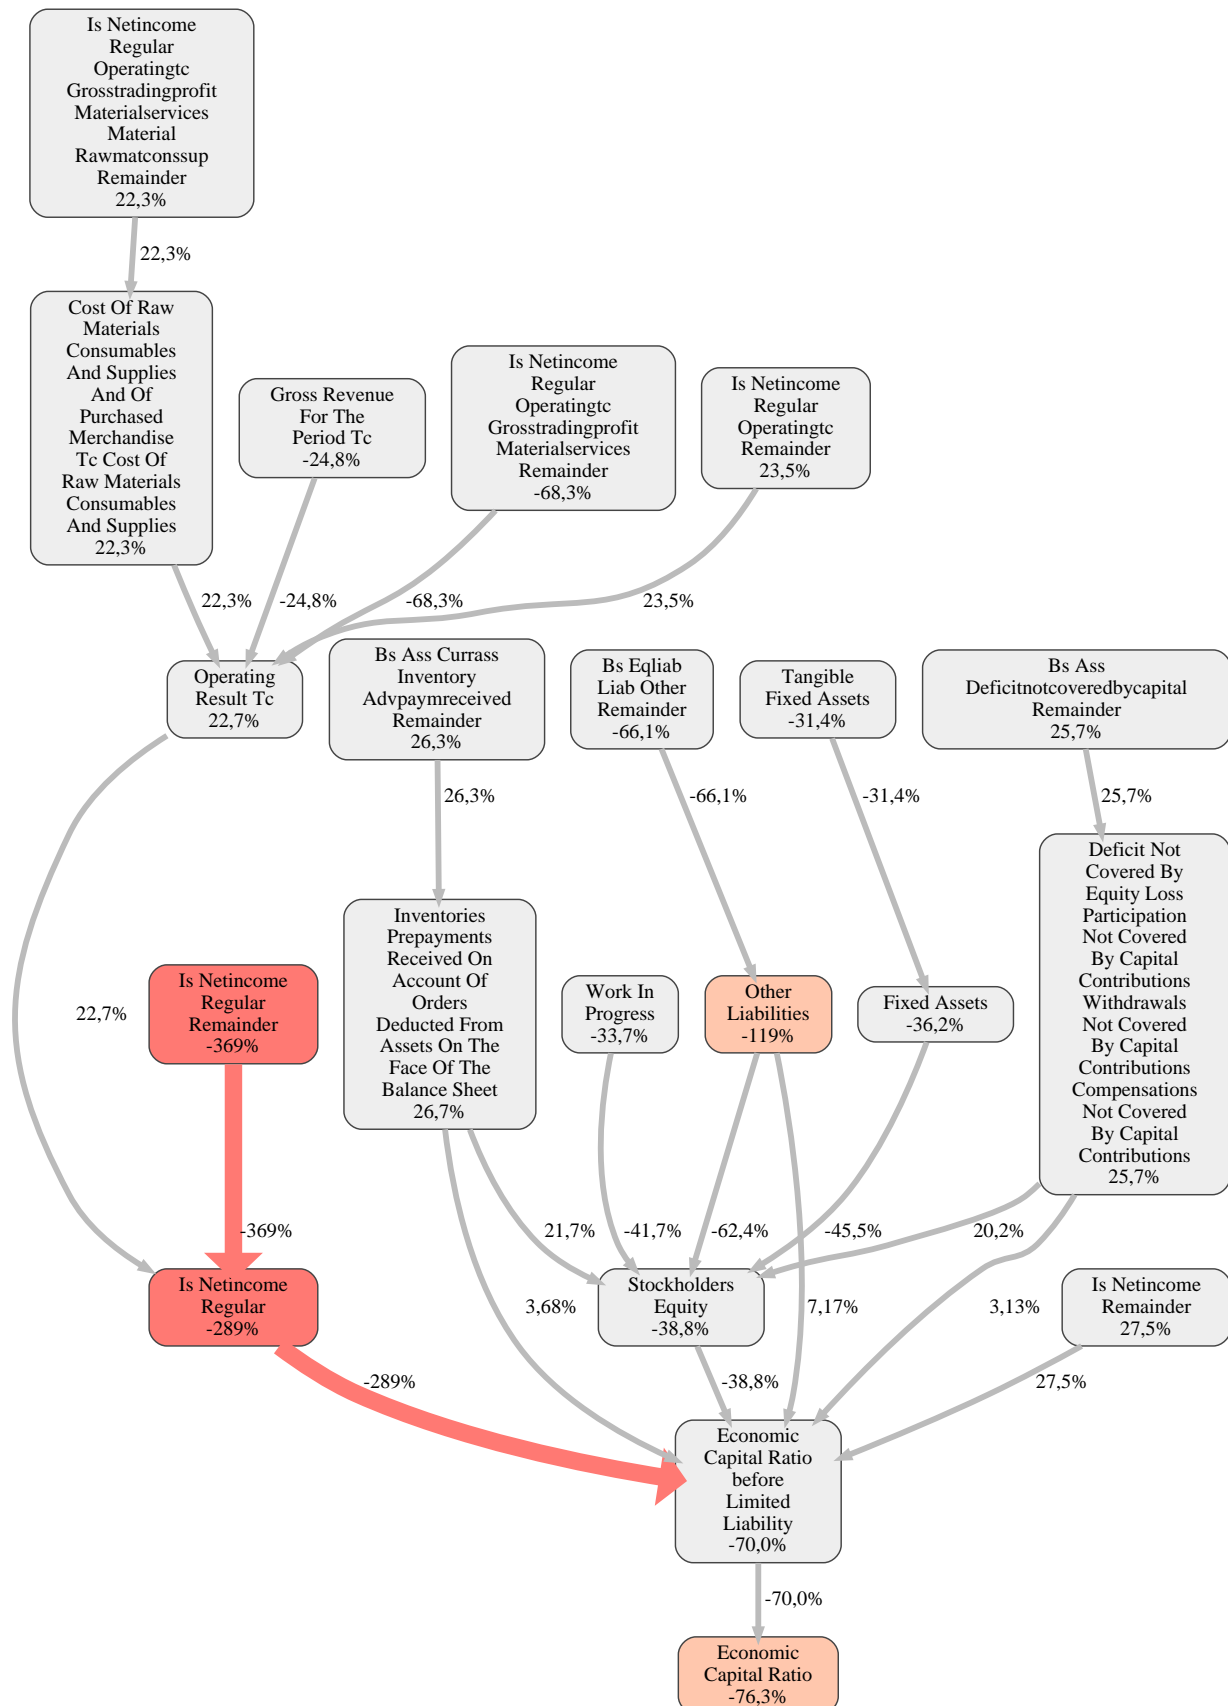 Is Netincome
Regular
Operatingtc
Grosstradingprofit
Materialservices
Material
Rawmatconssup
Remainder
22,3%
22,3%
Cost Of Raw
Materials
Consumables
And Supplies
And Of
Purchased
Merchandise
Tc Cost Of
Raw Materials
Consumables
And Supplies
22,3%
Gross Revenue
For The
Period Tc
-24,8%
Is Netincome
Regular
Operatingtc
Grosstradingprofit
Materialservices
Remainder
-68,3%
Is Netincome
Regular
Operatingtc
Remainder
23,5%
22,3%
-24,8%
-68,3%
23,5%
Operating
Result Tc
22,7%
Bs Ass Currass
Inventory
Advpaymreceived
Remainder
26,3%
Bs Eqliab
Liab Other
Remainder
-66,1%
Tangible
Fixed Assets
-31,4%
Bs Ass
Deficitnotcoveredbycapital
Remainder
25,7%
26,3%
-66,1%
-31,4%
25,7%
Is Netincome
Regular
Remainder
-369%
Inventories
Prepayments
Received On
Account Of
Orders
Deducted From
Assets On The
Face Of The
Balance Sheet
26,7%
Work In
Progress
-33,7%
Other
Liabilities
-119%
Fixed Assets
-36,2%
Deficit Not
Covered By
Equity Loss
Participation
Not Covered
By Capital
Contributions
Withdrawals
Not Covered
By Capital
Contributions
Compensations
Not Covered
By Capital
Contributions
25,7%
22,7%
-369%
21,7%
-41,7%
-62,4%
-45,5%
20,2%
Is Netincome
Regular
-289%
Stockholders
Equity
-38,8%
Is Netincome
Remainder
27,5%
3,68%
7,17%
3,13%
-289%
-38,8%
27,5%
Economic
Capital Ratio
before
Limited
Liability
-70,0%
-70,0%
Economic
Capital Ratio
-76,3%